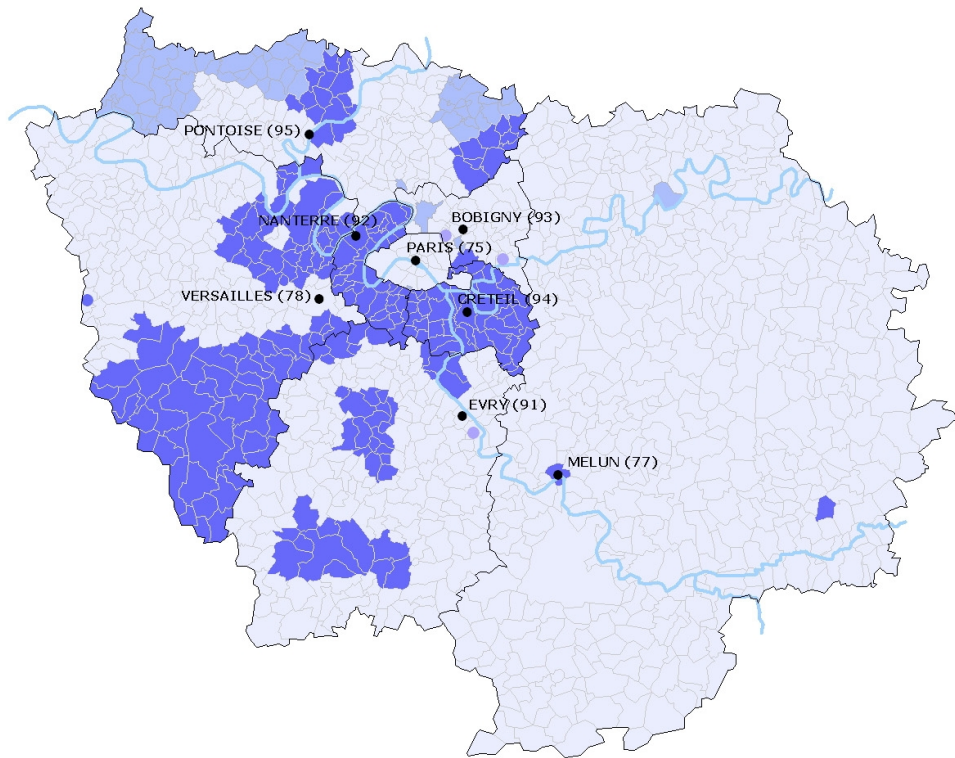 PONTOISE (95)
NANTERRE (92)
BOBIGNY (93)
PARIS (75)
VERSAILLES (78)
CRETEIL (94)
EVRY (91)
MELUN (77)